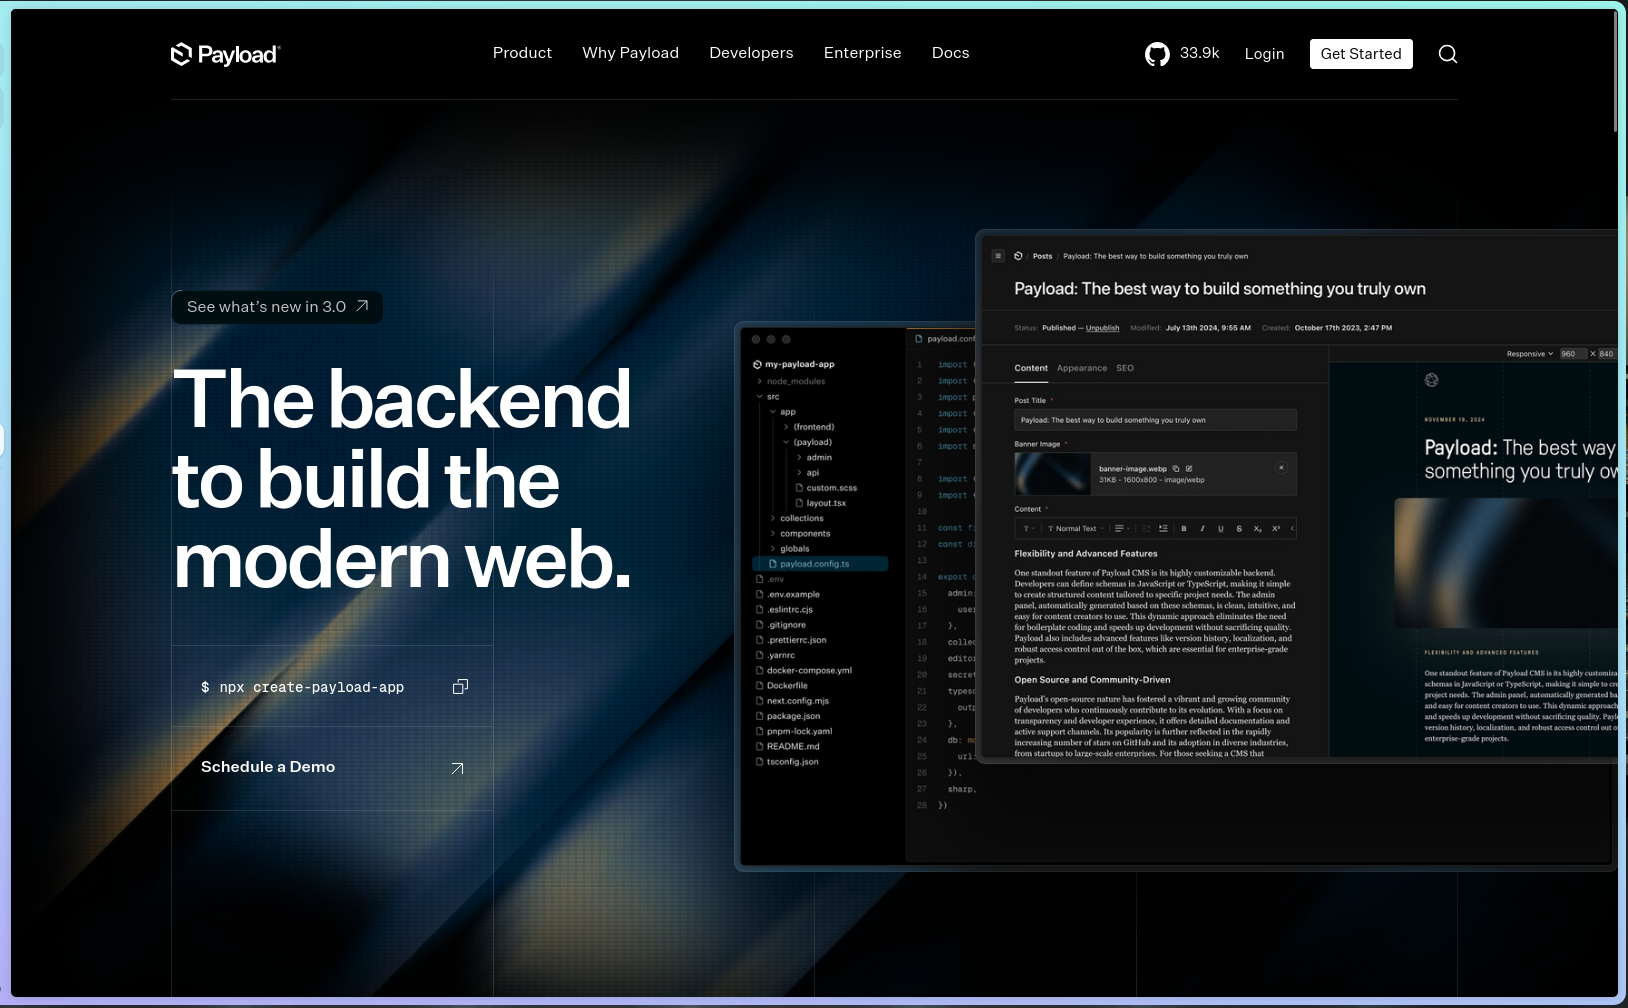 Payload
Product
Why Payload
Developers
Enterprise
Docs
33.9k
Login
Get Started
See what's new in 3.0
The backend
to build the
modern web.
$ npx create-payload-app
Schedule a Demo
my-payload-app
node_modules
src
app
(frontend)
(payload)
admin
api
custom.scss
layout.tsx
collections
components
globals
payload.config.ts
.env
.env.example
.eslintrc.cjs
.gitignore
.prettierrc.json
.yarnrc
docker-compose.yml
Dockerfile
next.config.mjs
package.json
pnpm-lock.yaml
README.md
tsconfig.json
payload.conf
1 import
2 import
3 import
4 import
5 import
6 import
7
8 import
9 import
10
11 const
12 const
13
14 export
15 admin:
16 user
17 },
18 collec
19 editor
20 secret
21 typesc
22 outp
23 },
24 db:
25 url:
26 }),
27 sharp,
28 })
/ Posts / Payload: The best way to build something you truly own
Payload: The best way to build something you truly own
Status: Published — Unpublish Modified: July 13th 2024, 9:55 AM Created: October 17th 2023, 2:47 PM
Content Appearance SEO
Post Title *
Payload: The best way to build something you truly own
Banner Image *
banner-image.webp
31KB - 1600x800 - image/webp
Content *
T Normal Text B I U S X₂ X²
Flexibility and Advanced Features
One standout feature of Payload CMS is its highly customizable backend.
Developers can define schemas in JavaScript or TypeScript, making it simple
to create structured content tailored to specific project needs. The admin
panel, automatically generated based on these schemas, is clean, intuitive, and
easy for content creators to use. This dynamic approach eliminates the need
for boilerplate coding and speeds up development without sacrificing quality.
Payload also includes advanced features like version history, localization, and
robust access control out of the box, which are essential for enterprise-grade
projects.
Open Source and Community-Driven
Payload's open-source nature has fostered a vibrant and growing community
of developers who continuously contribute to its evolution. With a focus on
transparency and developer experience, it offers detailed documentation and
active support channels. Its popularity is further reflected in the rapidly
increasing number of stars on GitHub and its adoption in diverse industries,
from startups to large-scale enterprises. For those seeking a CMS that
Responsive 960 × 840
NOVEMBER 19, 2024
Payload: The best way
something you truly ow
FLEXIBILITY AND ADVANCED FEATURES
One standout feature of Payload CMS is its highly customiza
schemas in JavaScript or TypeScript, making it simple to cre
project needs. The admin panel, automatically generated ba
and easy for content creators to use. This dynamic approach
and speeds up development without sacrificing quality. Payl
version history, localization, and robust access control out o
enterprise-grade projects.